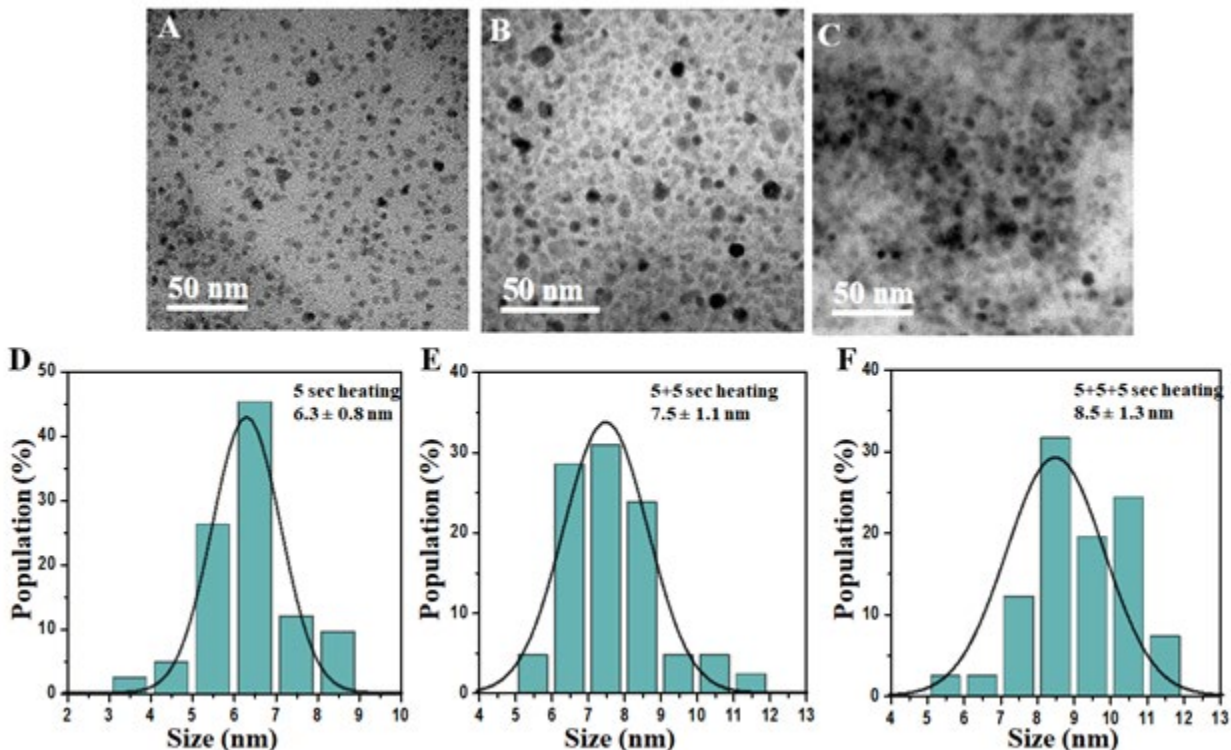 A
B
C
50 nm
50 nm
50 nm
D
5 sec heating
6.3 ± 0.8 nm
Population (%)
50
40
30
20
10
0
2 3 4 5 6 7 8 9 10
Size (nm)
E
5+5 sec heating
7.5 ± 1.1 nm
Population (%)
40
30
20
10
0
4 5 6 7 8 9 10 11 12 13
Size (nm)
F
5+5+5 sec heating
8.5 ± 1.3 nm
Population (%)
40
30
20
10
0
4 5 6 7 8 9 10 11 12 13
Size (nm)